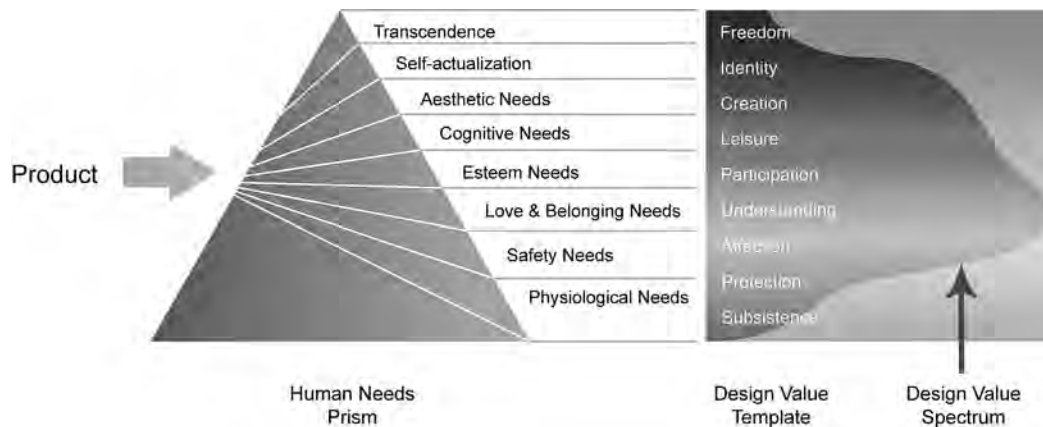 Product
Transcendence
Self-actualization
Aesthetic Needs
Cognitive Needs
Esteem Needs
Love & Belonging Needs
Safety Needs
Physiological Needs
Freedom
Identity
Creation
Leisure
Participation
Understanding
Affection
Protection
Subsistence
Human Needs
Prism
Design Value
Template
Design Value
Spectrum